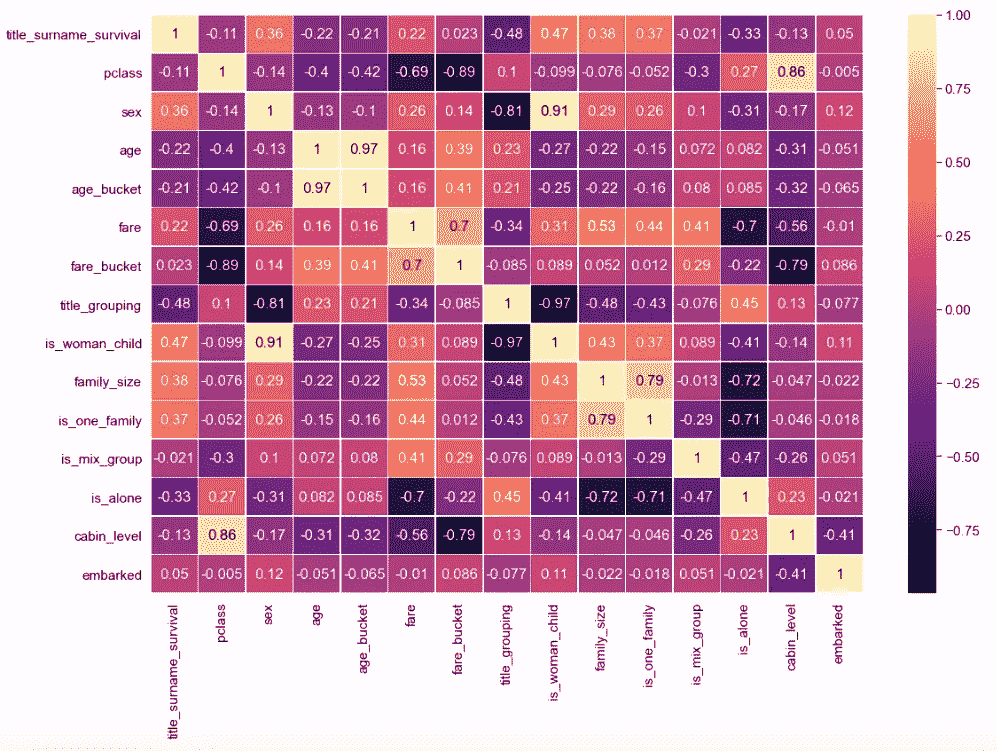 title_surname_survival 1 -0.11 0.36 -0.22 -0.21 0.22 0.023 -0.48 0.47 0.38 0.37 -0.021 -0.33 -0.13 0.05
pclass -0.11 1 -0.14 -0.4 -0.42 -0.69 -0.89 0.1 -0.099 -0.076 -0.052 -0.3 0.27 0.86 -0.005
sex 0.36 -0.14 1 -0.13 -0.1 0.26 0.14 -0.81 0.91 0.29 0.26 0.1 -0.31 -0.17 0.12
age -0.22 -0.4 -0.13 1 0.97 0.16 0.39 0.23 -0.27 -0.22 -0.15 0.072 0.082 -0.31 -0.051
age_bucket -0.21 -0.42 -0.1 0.97 1 0.16 0.41 0.21 -0.25 -0.22 -0.16 0.08 0.085 -0.32 -0.065
fare 0.22 -0.69 0.26 0.16 0.16 1 0.7 -0.34 0.31 0.53 0.44 0.41 -0.7 -0.56 -0.01
fare_bucket 0.023 -0.89 0.14 0.39 0.41 0.7 1 -0.085 0.089 0.052 0.012 0.29 -0.22 -0.79 0.086
title_grouping -0.48 0.1 -0.81 0.23 0.21 -0.34 -0.085 1 -0.97 -0.48 -0.43 -0.076 0.45 0.13 -0.077
is_woman_child 0.47 -0.099 0.91 -0.27 -0.25 0.31 0.089 -0.97 1 0.43 0.37 0.089 -0.41 -0.14 0.11
family_size 0.38 -0.076 0.29 -0.22 -0.22 0.53 0.052 -0.48 0.43 1 0.79 -0.013 -0.72 -0.047 -0.022
is_one_family 0.37 -0.052 0.26 -0.15 -0.16 0.44 0.012 -0.43 0.37 0.79 1 -0.29 -0.71 -0.046 -0.018
is_mix_group -0.021 -0.3 0.1 0.072 0.08 0.41 0.29 -0.076 0.089 -0.013 -0.29 1 -0.47 -0.26 0.051
is_alone -0.33 0.27 -0.31 0.082 0.085 -0.7 -0.22 0.45 -0.41 -0.72 -0.71 -0.47 1 0.23 -0.021
cabin_level -0.13 0.86 -0.17 -0.31 -0.32 -0.56 -0.79 0.13 -0.14 -0.047 -0.046 -0.26 0.23 1 -0.41
embarked 0.05 -0.005 0.12 -0.051 -0.065 -0.01 0.086 -0.077 0.11 -0.022 -0.018 0.051 -0.021 -0.41 1
title_surname_survival
pclass
sex
age
age_bucket
fare
fare_bucket
title_grouping
is_woman_child
family_size
is_one_family
is_mix_group
is_alone
cabin_level
embarked
1.00
0.75
0.50
0.25
0.00
-0.25
-0.50
-0.75